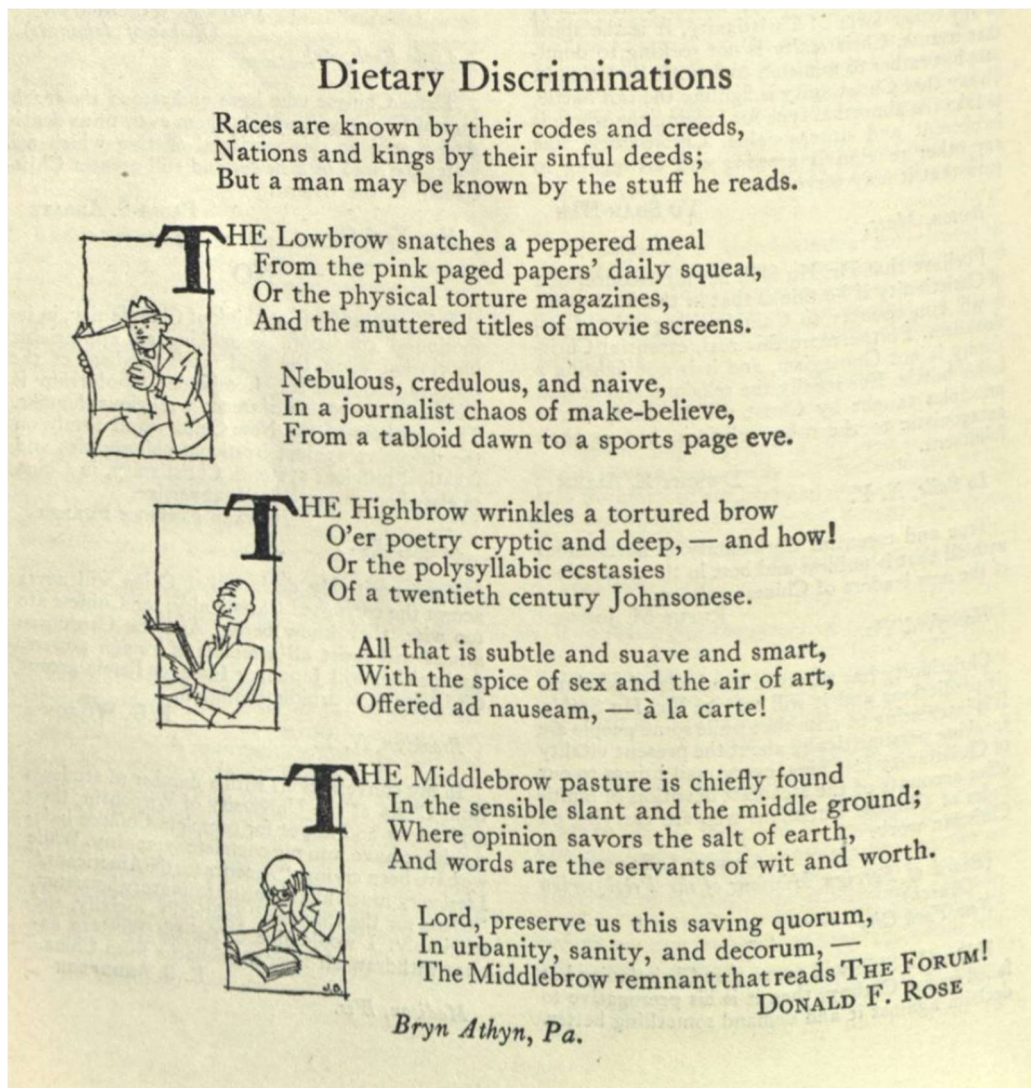 Dietary Discriminations
Races are known by their codes and creeds,
Nations and kings by their sinful deeds;
But a man may be known by the stuff he reads.
THE Lowbrow snatches a peppered meal
From the pink paged papers' daily squeal,
Or the physical torture magazines,
And the muttered titles of movie screens.
Nebulous, credulous, and naive,
In a journalist chaos of make-believe,
From a tabloid dawn to a sports page eve.
THE Highbrow wrinkles a tortured brow
O'er poetry cryptic and deep, — and how!
Or the polysyllabic ecstasies
Of a twentieth century Johnsonese.
All that is subtle and suave and smart,
With the spice of sex and the air of art,
Offered ad nauseam, — à la carte!
THE Middlebrow pasture is chiefly found
In the sensible slant and the middle ground;
Where opinion savors the salt of earth,
And words are the servants of wit and worth.
Lord, preserve us this saving quorum,
In urbanity, sanity, and decorum, —
The Middlebrow remnant that reads THE FORUM!
DONALD F. ROSE
J.D.
Bryn Athyn, Pa.